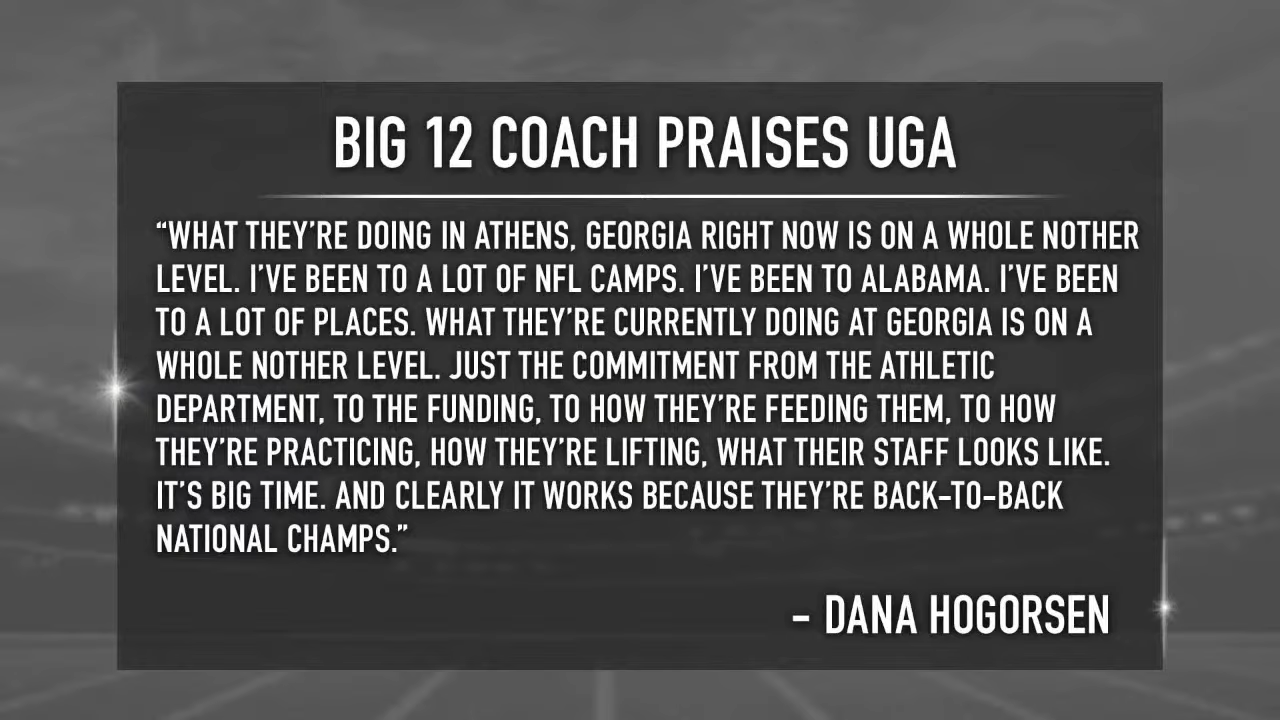 BIG 12 COACH PRAISES UGA
“WHAT THEY’RE DOING IN ATHENS, GEORGIA RIGHT NOW IS ON A WHOLE NOTHER
LEVEL. I’VE BEEN TO A LOT OF NFL CAMPS. I’VE BEEN TO ALABAMA. I’VE BEEN
TO A LOT OF PLACES. WHAT THEY’RE CURRENTLY DOING AT GEORGIA IS ON A
WHOLE NOTHER LEVEL. JUST THE COMMITMENT FROM THE ATHLETIC
DEPARTMENT, TO THE FUNDING, TO HOW THEY’RE FEEDING THEM, TO HOW
THEY’RE PRACTICING, HOW THEY’RE LIFTING, WHAT THEIR STAFF LOOKS LIKE.
IT’S BIG TIME. AND CLEARLY IT WORKS BECAUSE THEY’RE BACK-TO-BACK
NATIONAL CHAMPS.”
- DANA HOGORSEN